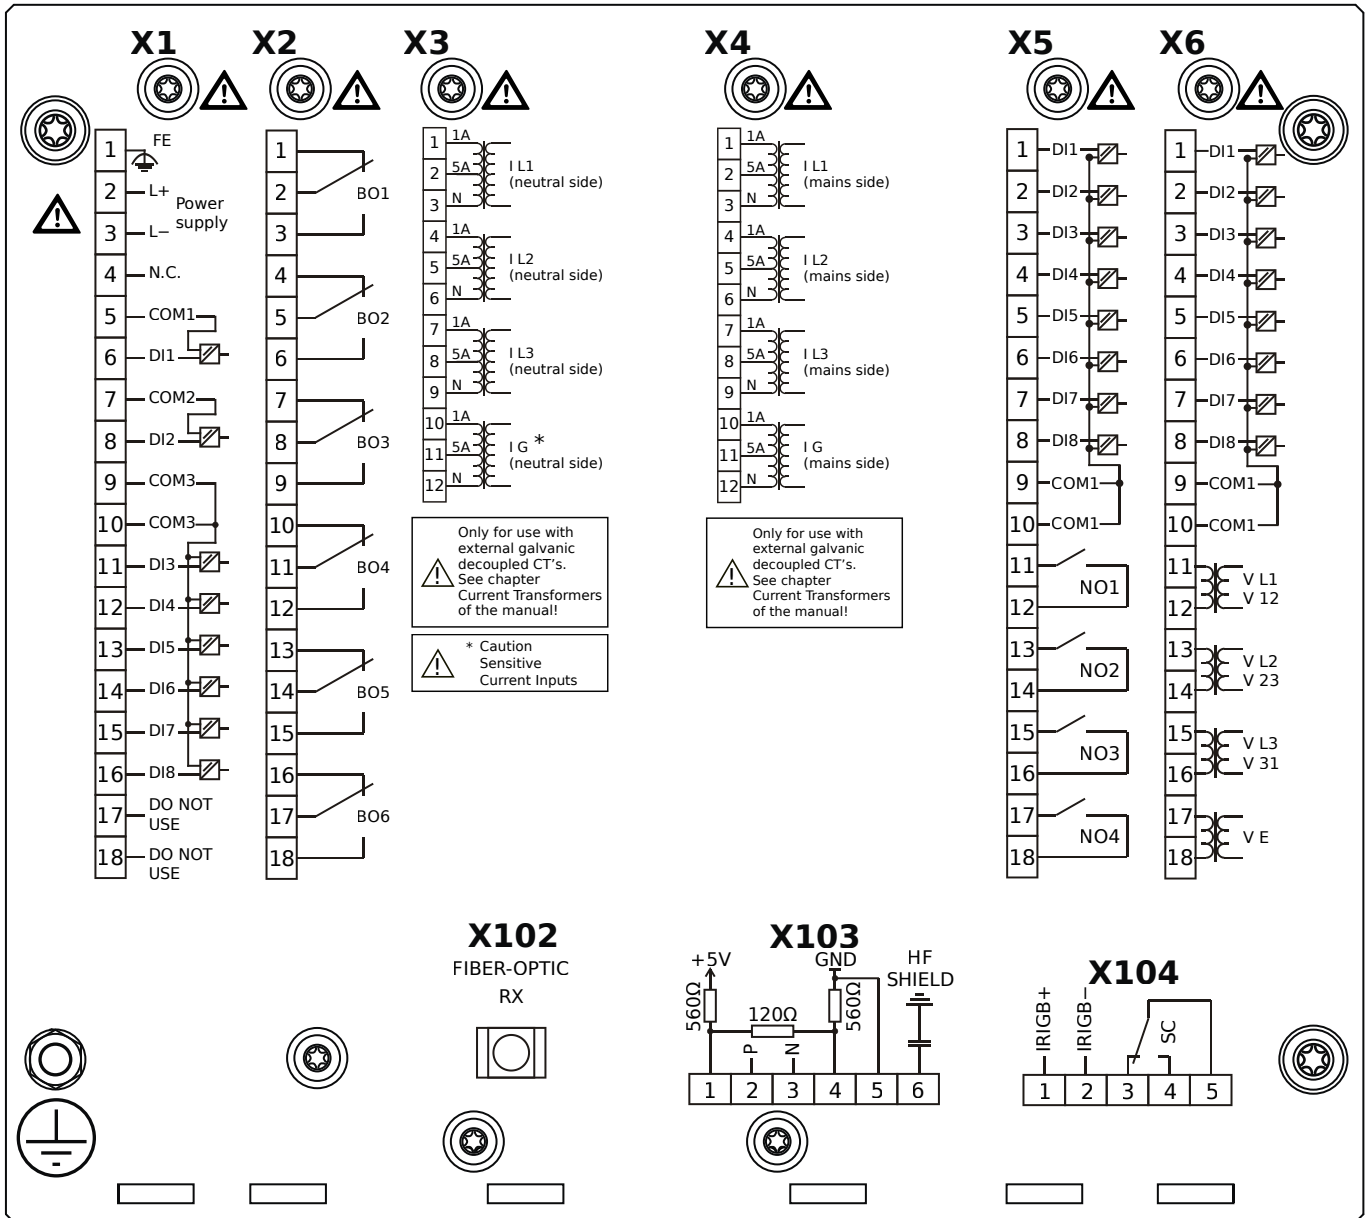 X1
X2
X3
X4
X5
X6
1
FE
2
L+
Power
supply
3
L−
4
N.C.
5
COM1
6
DI1
7
COM2
8
DI2
9
COM3
10
COM3
11
DI3
12
DI4
13
DI5
14
DI6
15
DI7
16
DI8
17
DO NOT
USE
18
DO NOT
USE
1
2
BO1
3
4
5
BO2
6
7
8
BO3
9
10
11
BO4
12
13
14
BO5
15
16
17
BO6
18
1
1A
2
5A
I L1
(neutral side)
3
N
4
1A
5
5A
I L2
(neutral side)
6
N
7
1A
8
5A
I L3
(neutral side)
9
N
10
1A
11
5A
I G *
(neutral side)
12
N
Only for use with
external galvanic
decoupled CT's.
See chapter
Current Transformers
of the manual!
* Caution
Sensitive
Current Inputs
1
1A
2
5A
I L1
(mains side)
3
N
4
1A
5
5A
I L2
(mains side)
6
N
7
1A
8
5A
I L3
(mains side)
9
N
10
1A
11
5A
I G
(mains side)
12
N
Only for use with
external galvanic
decoupled CT's.
See chapter
Current Transformers
of the manual!
1
DI1
2
DI2
3
DI3
4
DI4
5
DI5
6
DI6
7
DI7
8
DI8
9
COM1
10
COM1
11
NO1
12
13
NO2
14
15
NO3
16
17
NO4
18
1
DI1
2
DI2
3
DI3
4
DI4
5
DI5
6
DI6
7
DI7
8
DI8
9
COM1
10
COM1
11
V L1
V 12
12
13
V L2
V 23
14
15
V L3
V 31
16
17
V E
18
X102
FIBER-OPTIC
RX
X103
+5V
GND
HF
SHIELD
560Ω
120Ω
560Ω
P
N
1 2 3 4 5 6
X104
IRIGB+
IRIGB−
SC
1 2 3 4 5